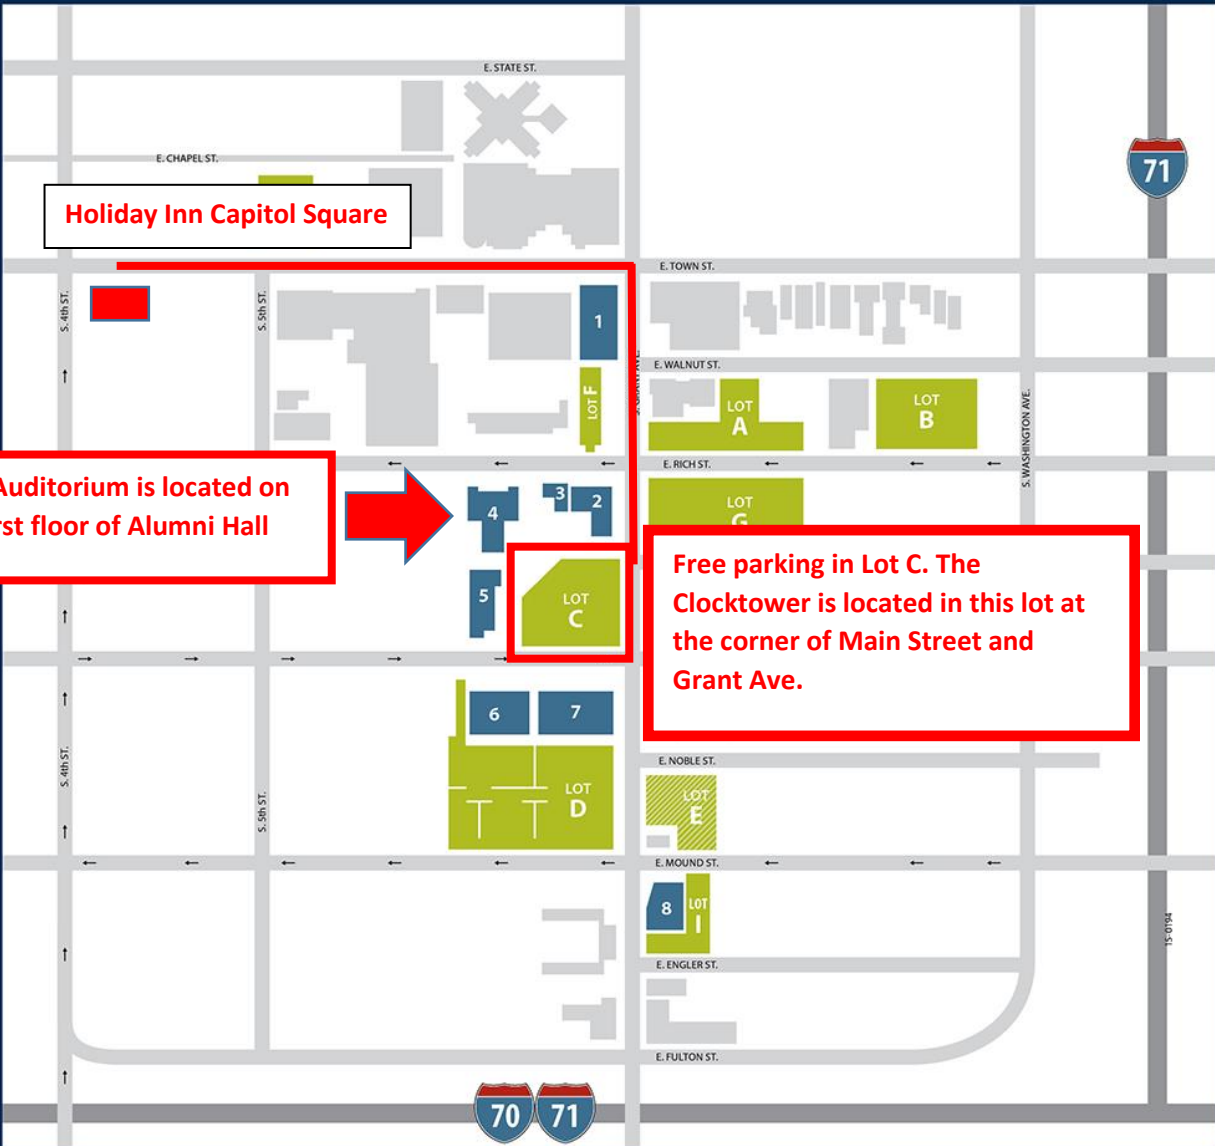 E. STATE ST.
E. CHAPEL ST.
71
Holiday Inn Capitol Square
E. TOWN ST.
S. 4th ST.
S. 5th ST.
1
E. WALNUT ST.
LOT F
LOT
A
LOT
B
S. WASHINGTON AVE.
E. RICH ST.
Auditorium is located on
floor of Alumni Hall
4
3
2
LOT
G
5
LOT
C
Free parking in Lot C. The
Clocktower is located in this lot at
the corner of Main Street and
Grant Ave.
6
7
S. 4th ST.
S. 5th ST.
E. NOBLE ST.
LOT
D
LOT
E
E. MOUND ST.
8
LOT
I
15-0194
E. ENGLER ST.
E. FULTON ST.
70
71